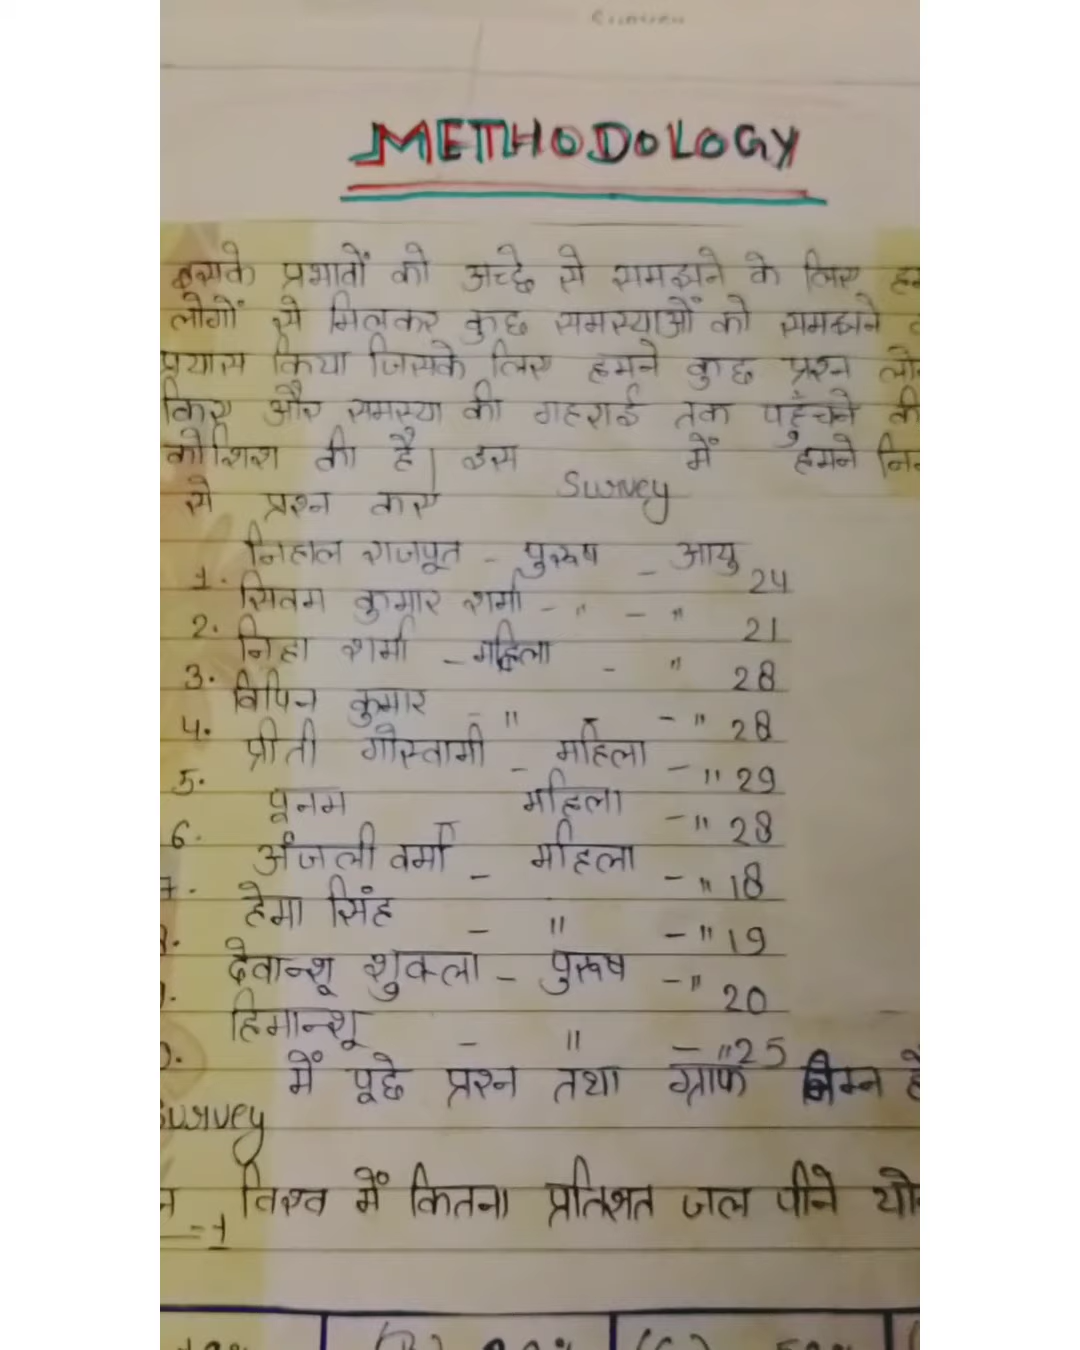 METHODOLOGY
इसके प्रभावों को अच्छे से समझने के लिए हम
लोगों से मिलकर कुछ समस्याओं को समझने
प्रयास किया जिसके लिए हमने कुछ प्रश्न
किए और समस्या की गहराई तक पहुँचने की
कोशिश की है। इस Survey में हमने
से प्रश्न करे
1. निहाल राजपूत - पुरूष - आयु 24
2. सिवम कुमार शर्मा - " - " 21
3. निहा शर्मा - महिला - " 28
4. विपिन कुमार - " - " 28
5. प्रीती गोस्वामी - महिला - " 29
6. पूनम - महिला - " 28
7. अंजली वर्मा - महिला - " 18
हेमा सिंह - " - " 19
देवान्शू शुक्ला - पुरूष - " 20
हिमान्शू - " - " 25
Survey में पूछे प्रश्न तथा ग्राफ निम्न है
-1 विश्व में कितना प्रतिशत जल पीने